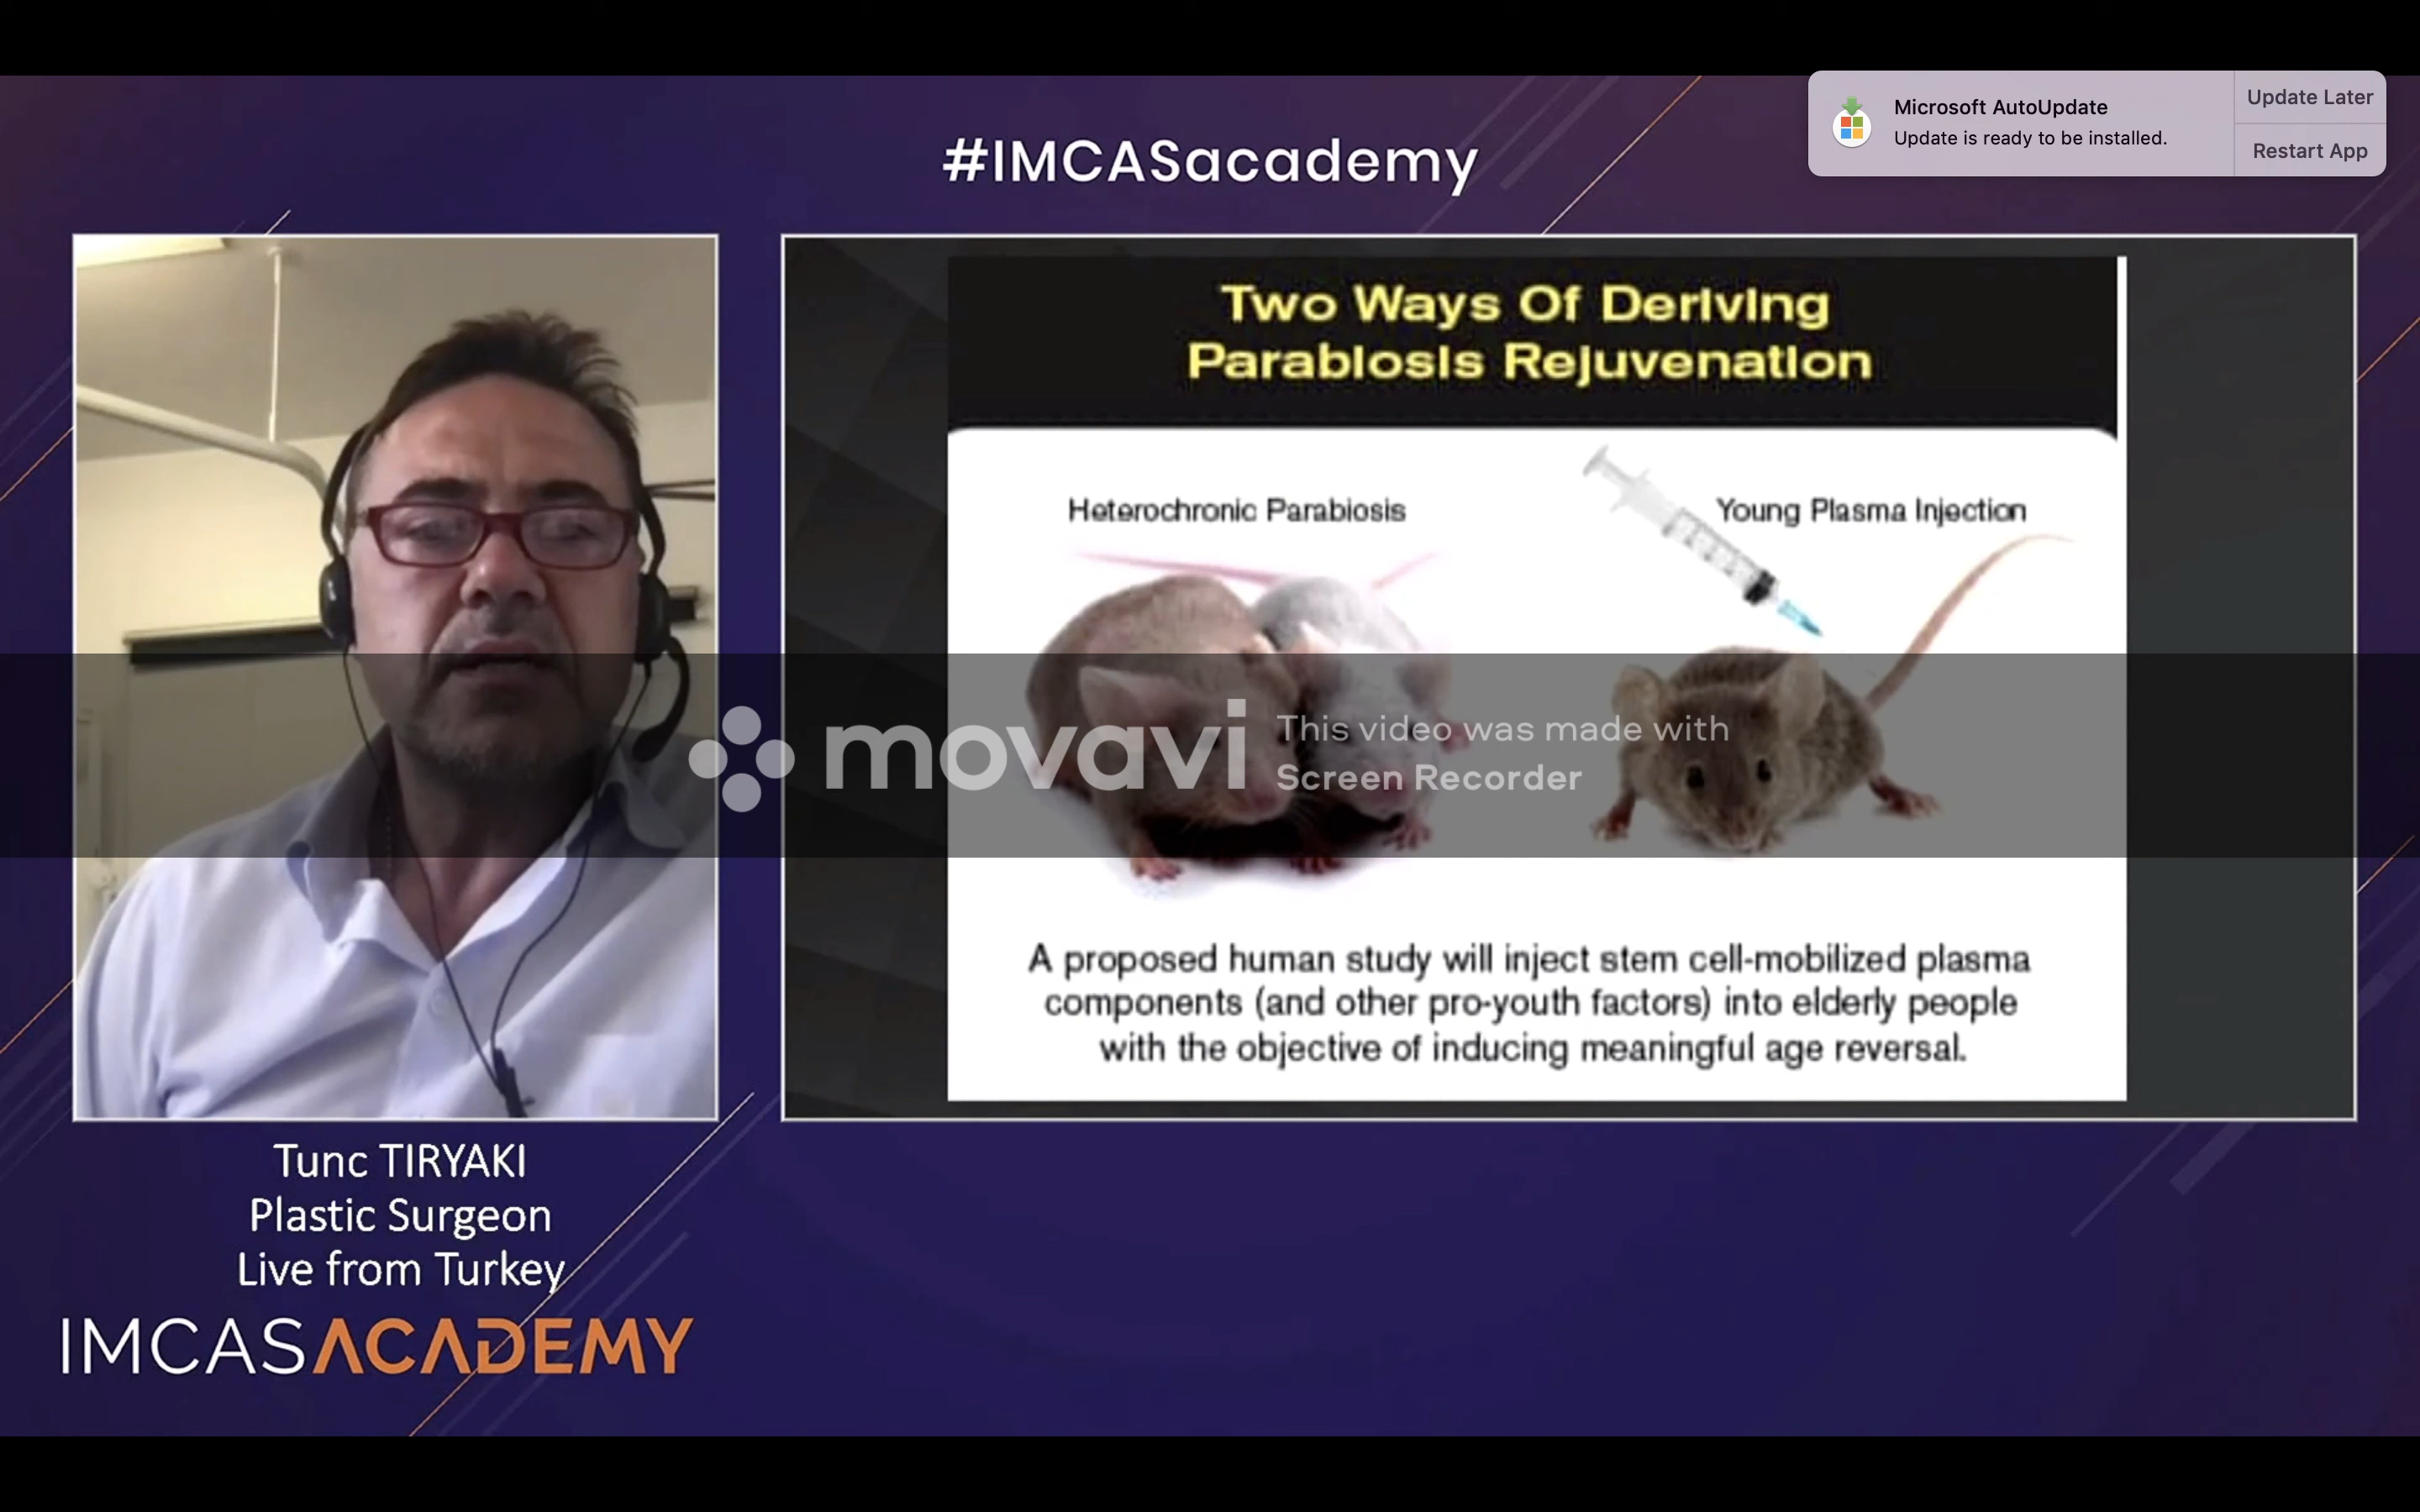 #IMCASacademy
Microsoft AutoUpdate
Update is ready to be installed.
Update Later
Restart App
Two Ways Of Deriving
Parabiosis Rejuvenation
Heterochronic Parabiosis
Young Plasma Injection
movavi
This video was made with
Screen Recorder
A proposed human study will inject stem cell-mobilized plasma
components (and other pro-youth factors) into elderly people
with the objective of inducing meaningful age reversal.
Tunc TIRYAKI
Plastic Surgeon
Live from Turkey
IMCASACADEMY